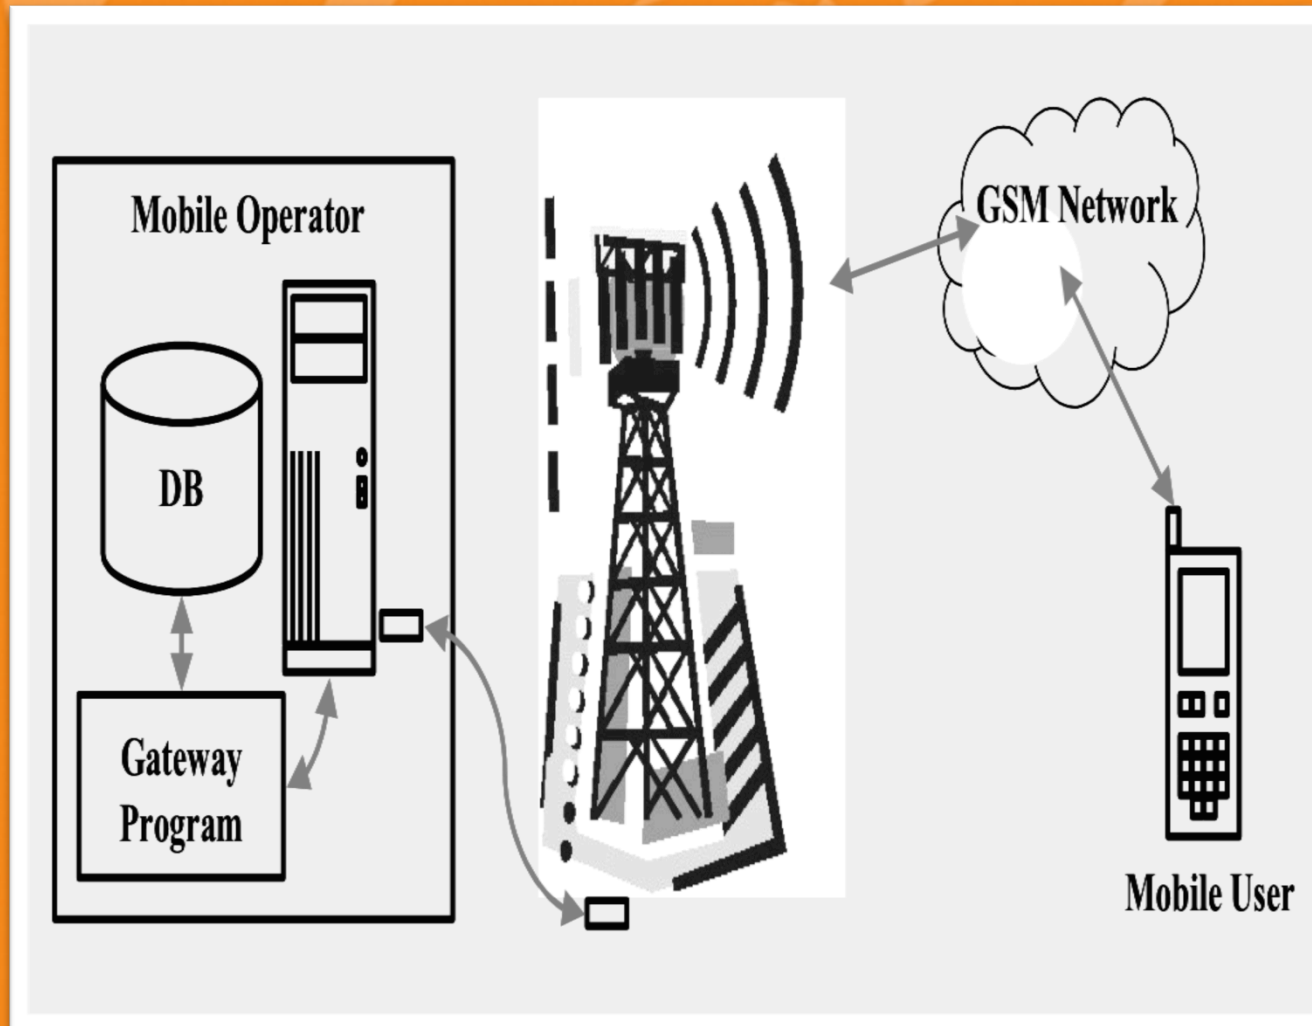 Mobile Operator
GSM Network
DB
Gateway
Program
Mobile User